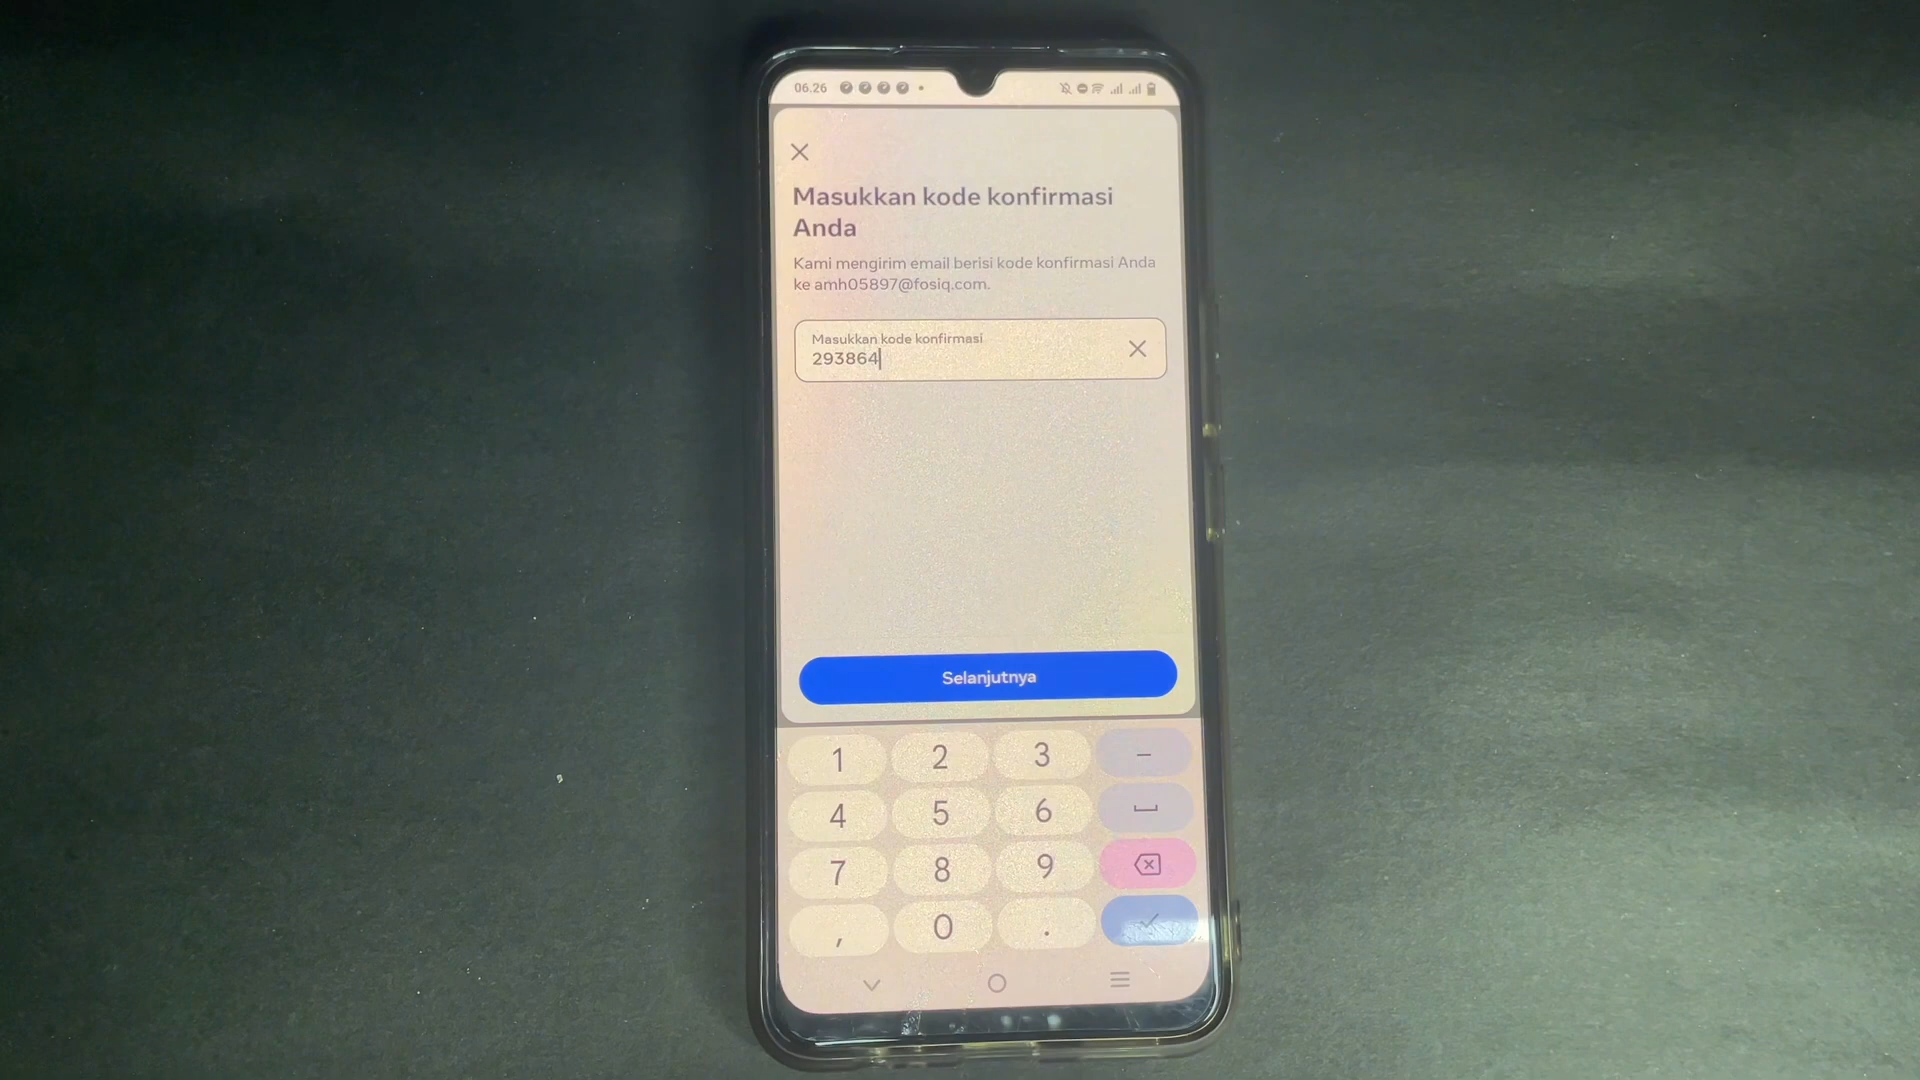 06.26
Masukkan kode konfirmasi
Anda
Kami mengirim email berisi kode konfirmasi Anda
ke amh05897@fosiq.com.
Masukkan kode konfirmasi
293864
Selanjutnya
1 2 3 -
4 5 6
7 8 9
, 0 .